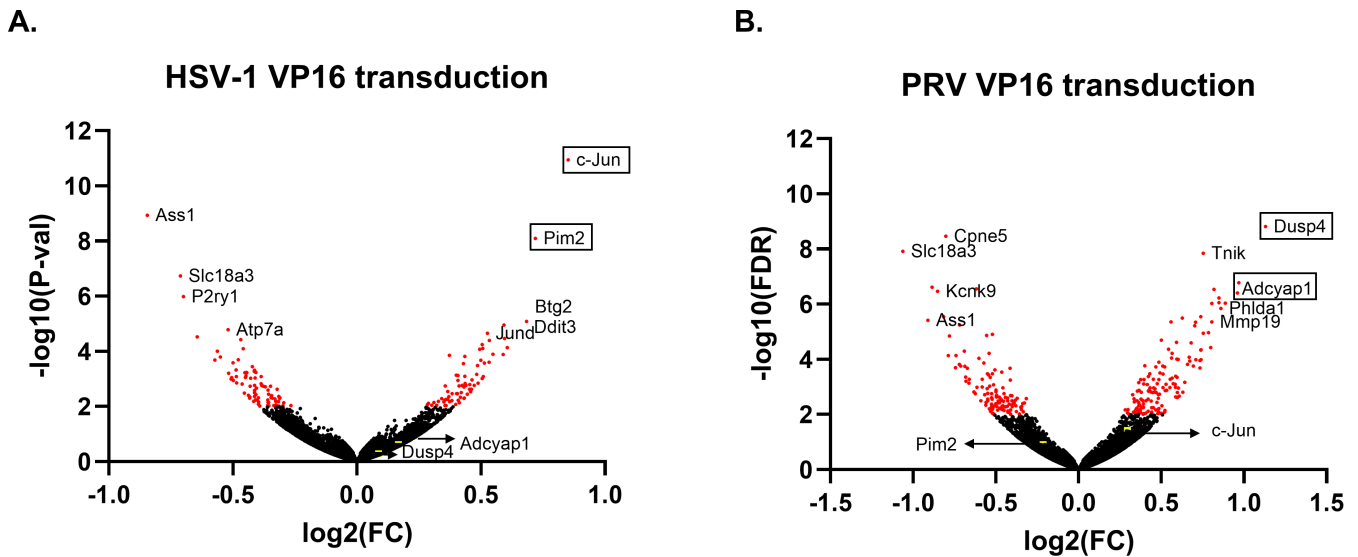 A.
HSV-1 VP16 transduction
-log10(P-val)
12
10
8
6
4
2
0
c-Jun
Ass1
Pim2
Slc18a3
P2ry1
Btg2
Ddit3
Jund
Atp7a
Adcyap1
Dusp4
-1.0
-0.5
0.0
0.5
1.0
log2(FC)
B.
PRV VP16 transduction
-log10(FDR)
12
10
8
6
4
2
0
Dusp4
Cpne5
Slc18a3
Tnik
Kcnk9
Adcyap1
Phlda1
Ass1
Mmp19
Pim2
c-Jun
-1.5
-1.0
-0.5
0.0
0.5
1.0
1.5
log2(FC)